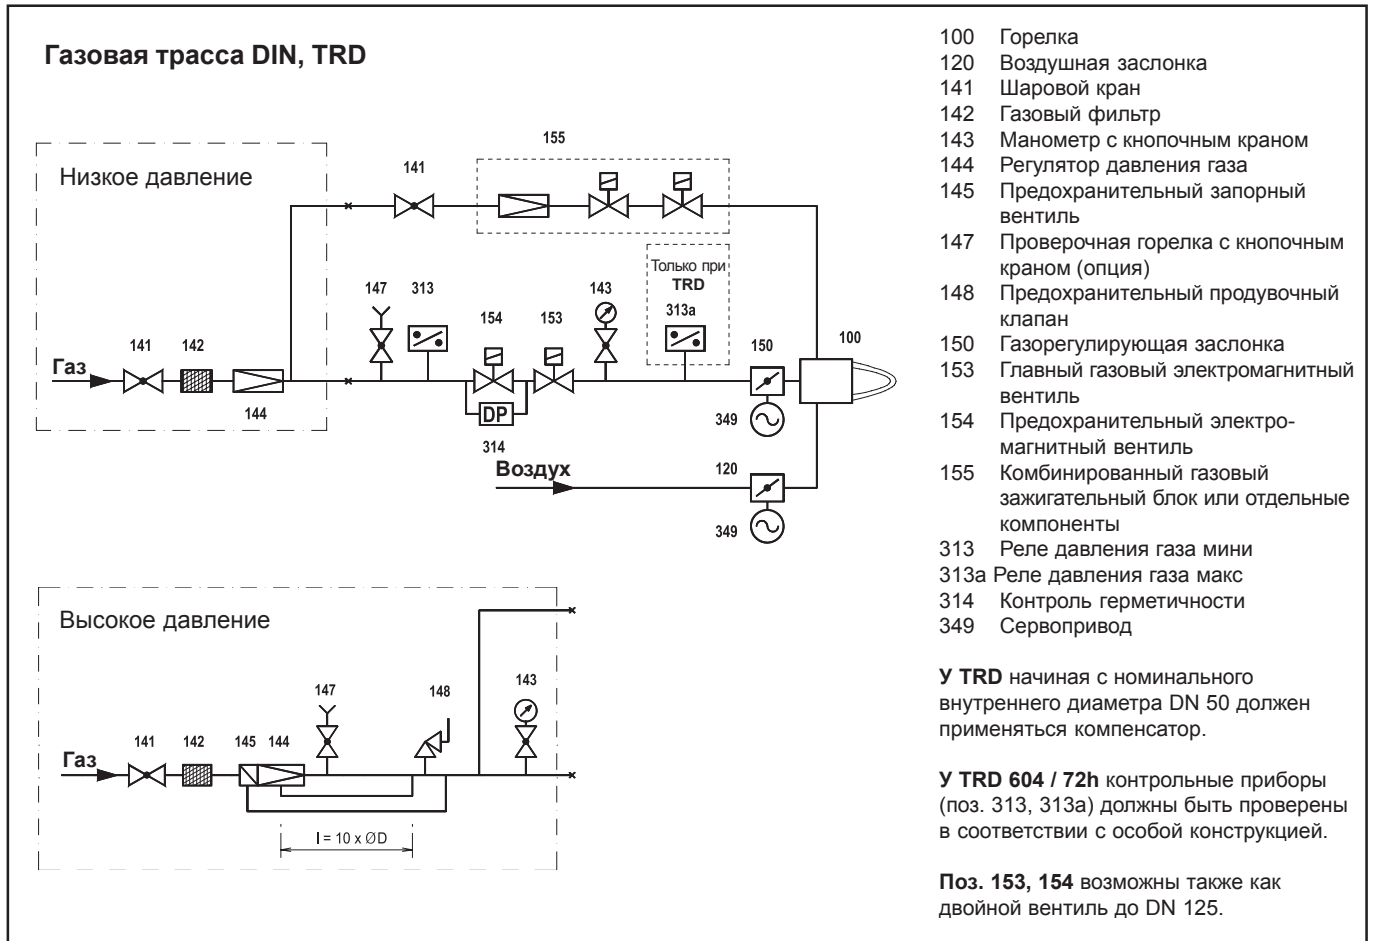 Газовая трасса DIN, TRD
155
Низкое давление
141
Только при
TRD
147
313
154
153
143
313a
150
100
141
142
Газ
144
DP
349
314
Воздух
120
349
Высокое давление
147
148
143
141
142
145
144
Газ
l = 10 x ØD
100 Горелка
120 Воздушная заслонка
141 Шаровой кран
142 Газовый фильтр
143 Манометр с кнопочным краном
144 Регулятор давления газа
145 Предохранительный запорный
вентиль
147 Проверочная горелка с кнопочным
краном (опция)
148 Предохранительный продувочный
клапан
150 Газорегулирующая заслонка
153 Главный газовый электромагнитный
вентиль
154 Предохранительный электро-
магнитный вентиль
155 Комбинированный газовый
зажигательный блок или отдельные
компоненты
313 Реле давления газа мини
313а Реле давления газа макс
314 Контроль герметичности
349 Сервопривод
У TRD начиная с номинального
внутреннего диаметра DN 50 должен
применяться компенсатор.
У TRD 604 / 72h контрольные приборы
(поз. 313, 313а) должны быть проверены
в соответствии с особой конструкцией.
Поз. 153, 154 возможны также как
двойной вентиль до DN 125.